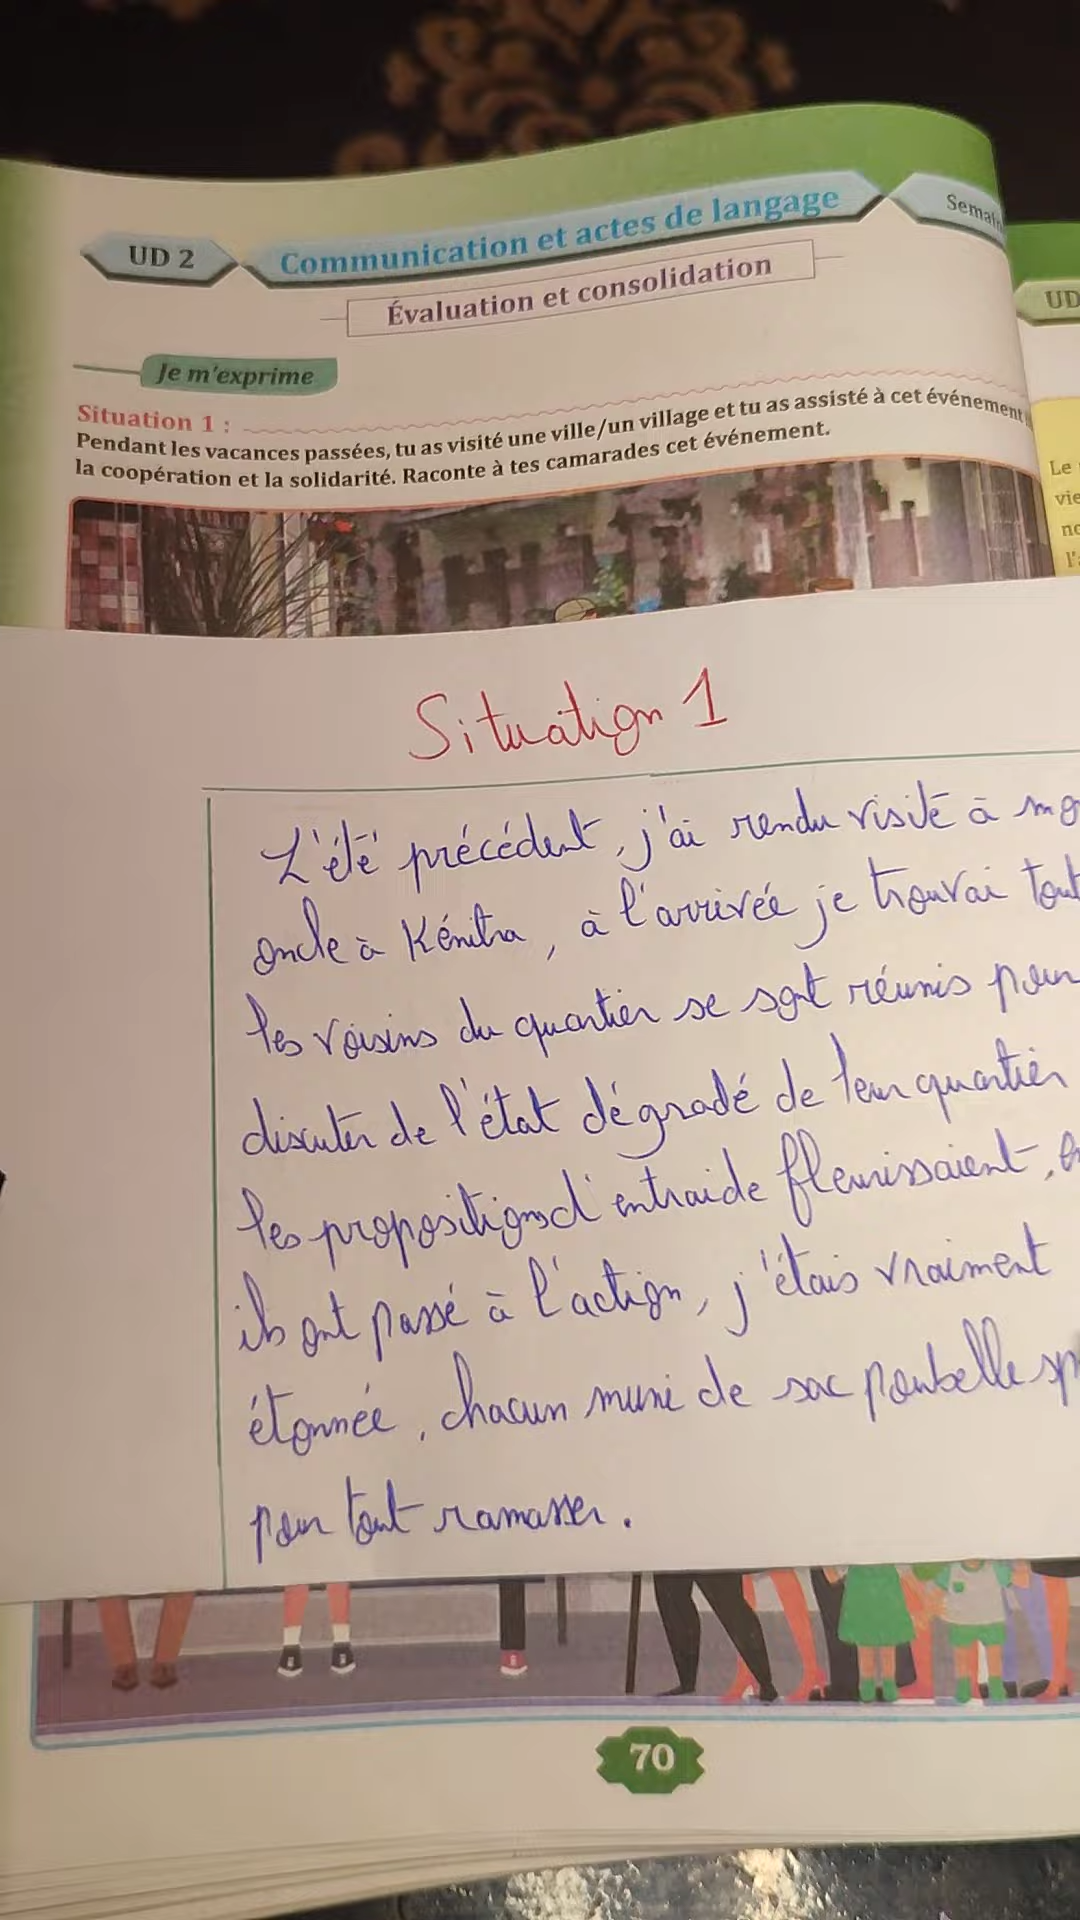 UD 2
Communication et actes de langage
Évaluation et consolidation
UD
Je m'exprime
Situation 1 :
Pendant les vacances passées, tu as visité une ville/un village et tu as assisté à cet événement
la coopération et la solidarité. Raconte à tes camarades cet événement.
Le
Situation 1
L'été précédent, j'ai rendu visite à
oncle à Kénitra, à l'arrivée je trouvai
les voisins du quartier se sont réunis pour
discuter de l'état dégradé de leur quartier
les propositions d'entraide fleurissaient,
ils ont passé à l'action, j'étais vraiment
étonnée, chacun muni de sac poubelle
pour tout ramasser.
70